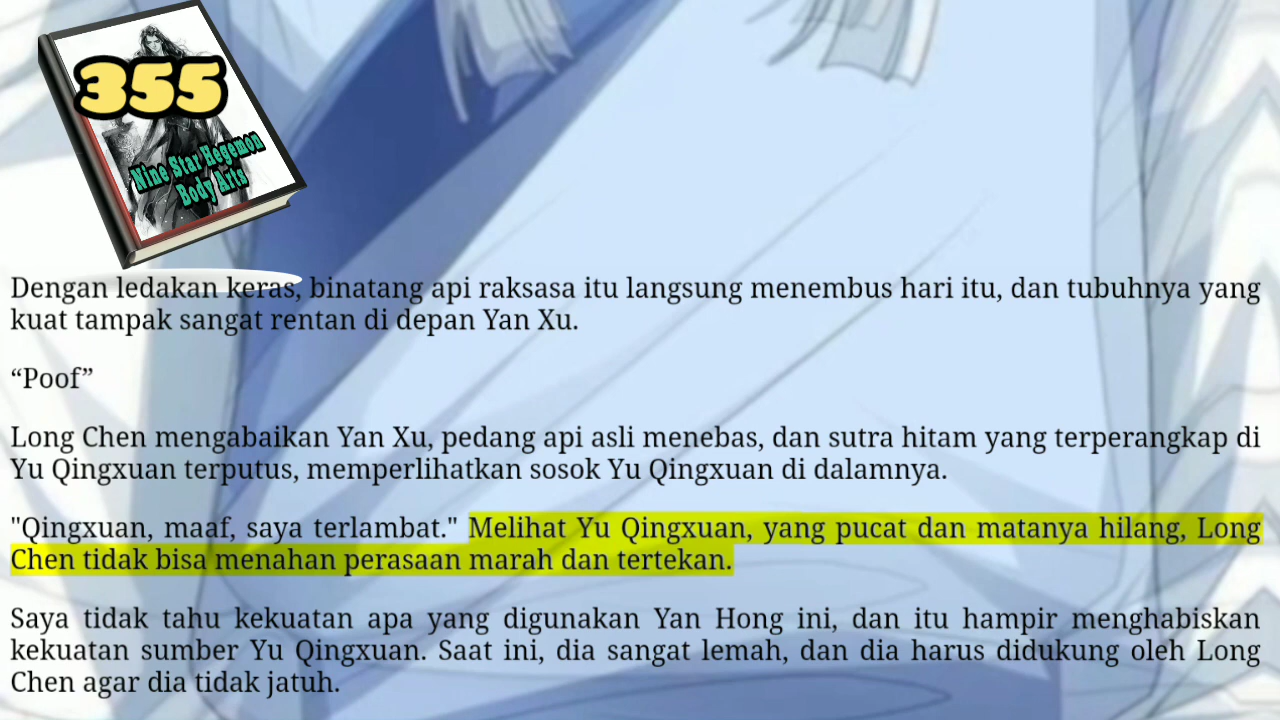 355
Nine Star Hegemon
Body Arts
Dengan ledakan keras, binatang api raksasa itu langsung menembus hari itu, dan tubuhnya yang
kuat tampak sangat rentan di depan Yan Xu.
“Poof”
Long Chen mengabaikan Yan Xu, pedang api asli menebas, dan sutra hitam yang terperangkap di
Yu Qingxuan terputus, memperlihatkan sosok Yu Qingxuan di dalamnya.
"Qingxuan, maaf, saya terlambat." Melihat Yu Qingxuan, yang pucat dan matanya hilang, Long
Chen tidak bisa menahan perasaan marah dan tertekan.
Saya tidak tahu kekuatan apa yang digunakan Yan Hong ini, dan itu hampir menghabiskan
kekuatan sumber Yu Qingxuan. Saat ini, dia sangat lemah, dan dia harus didukung oleh Long
Chen agar dia tidak jatuh.